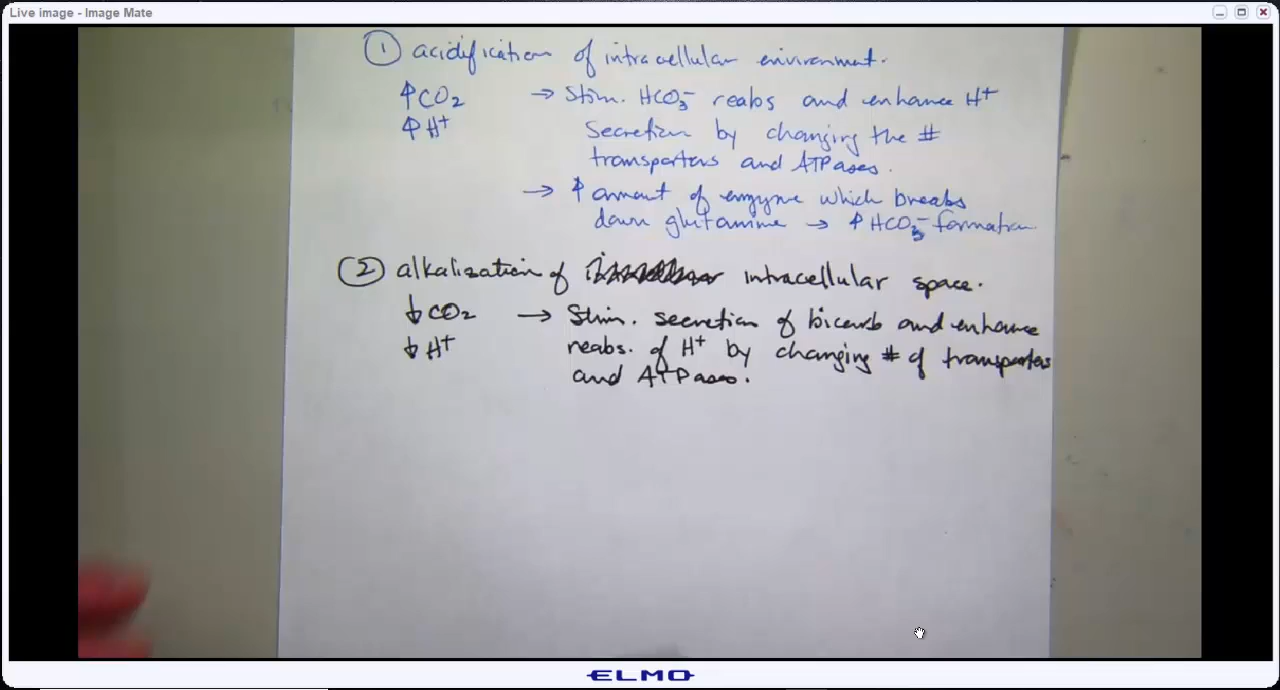 Live image - Image Mate
① acidification of intracellular environment.
↑CO2 → Stim. HCO3⁻ reabs and enhance H⁺
↑H⁺ secretion by changing the #
transporters and ATPases.
→ ↑ amount of enzyme which breaks
down glutamine → ↑ HCO3⁻ formation
② alkalisation of intracellular space.
↓CO2 → Stim. secretion of bicarb and enhance
↓H⁺ reabs. of H⁺ by changing # of transporters
and ATPases.
ELMO